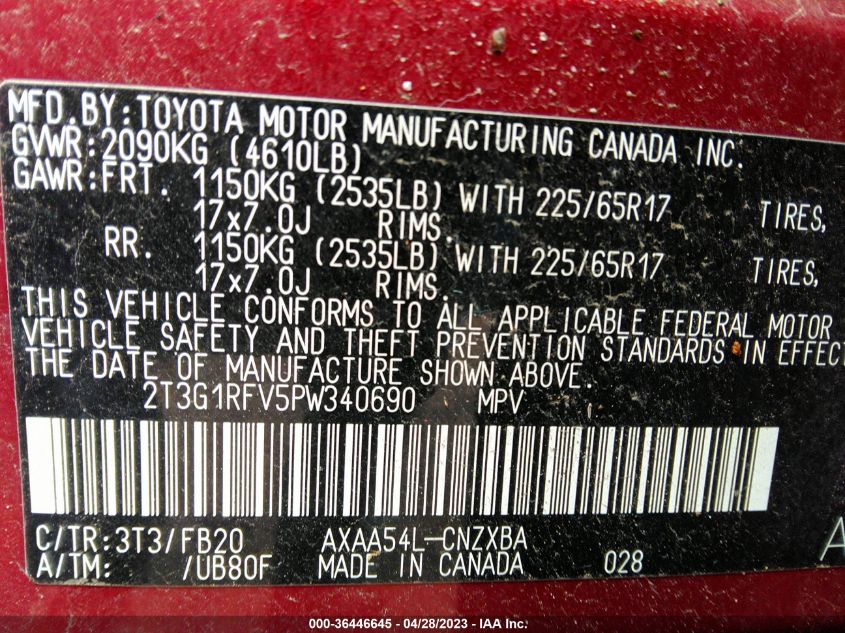 MFD.BY:TOYOTA MOTOR MANUFACTURING CANADA INC.
GVWR:2090KG (4610LB)
GAWR:FRT. 1150KG (2535LB) WITH 225/65R17 TIRES,
17x7.0J RIMS.
RR. 1150KG (2535LB) WITH 225/65R17 TIRES,
17x7.0J RIMS.
THIS VEHICLE CONFORMS TO ALL APPLICABLE FEDERAL MOTOR
VEHICLE SAFETY AND THEFT PREVENTION STANDARDS IN EFFECT
THE DATE OF MANUFACTURE SHOWN ABOVE.
2T3G1RFV5PW340690 MPV
C/TR:3T3/FB20 AXAA54L-CNZXBA A
A/TM: /UB80F MADE IN CANADA 028
000-36446645 - 04/28/2023 - IAA Inc.